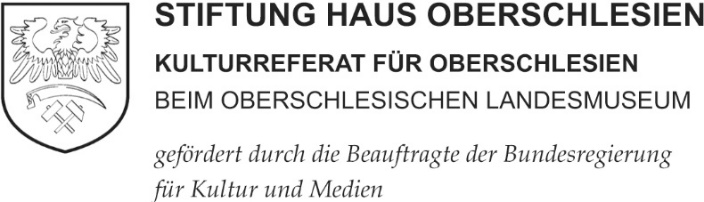 STIFTUNG HAUS OBERSCHLESIEN
KULTURREFERAT FÜR OBERSCHLESIEN
BEIM OBERSCHLESISCHEN LANDESMUSEUM
gefördert durch die Beauftragte der Bundesregierung
für Kultur und Medien